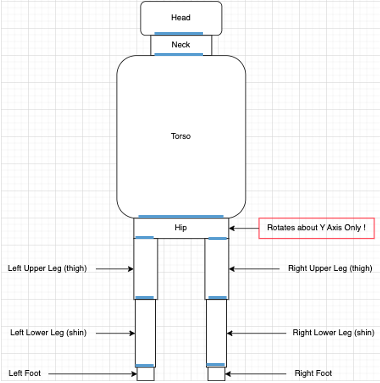 Head
Neck
Torso
Hip
Rotates about Y Axis Only !
Left Upper Leg (thigh)
Right Upper Leg (thigh)
Left Lower Leg (shin)
Right Lower Leg (shin)
Left Foot
Right Foot